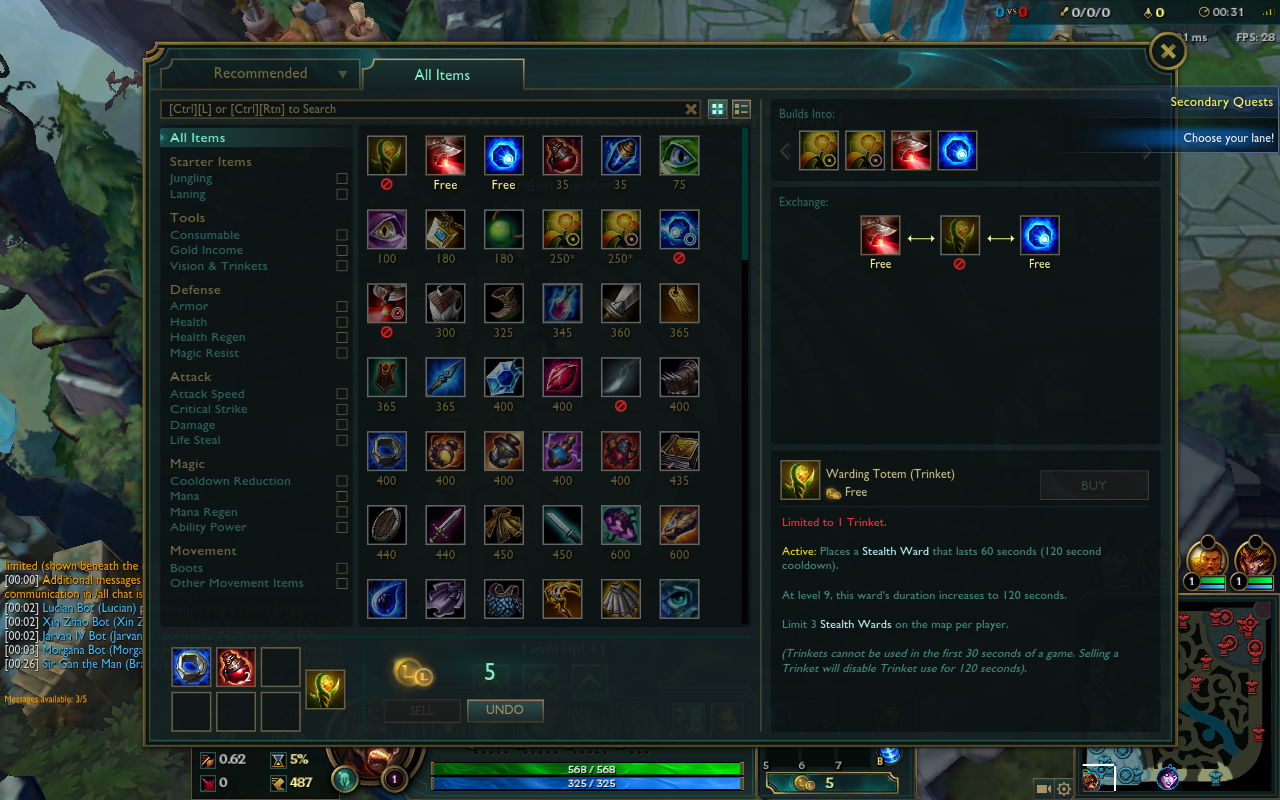 0 vs 0
0/0/0
0
00:31
1 ms
FPS: 28
Recommended
All Items
[Ctrl][L] or [Ctrl][Rtn] to Search
All Items
Starter Items
Jungling
Laning
Tools
Consumable
Gold Income
Vision & Trinkets
Defense
Armor
Health
Health Regen
Magic Resist
Attack
Attack Speed
Critical Strike
Damage
Life Steal
Magic
Cooldown Reduction
Mana
Mana Regen
Ability Power
Movement
Boots
Other Movement Items
Free Free 35 35 75
100 180 180 250* 250*
300 325 345 360 365
365 365 400 400 400
400 400 400 400 400 435
440 440 450 450 600 600
Builds Into:
Exchange:
Free
Free
Warding Totem (Trinket)
Free
BUY
Limited to 1 Trinket.
Active: Places a Stealth Ward that lasts 60 seconds (120 second
cooldown).
At level 9, this ward's duration increases to 120 seconds.
Limit 3 Stealth Wards on the map per player.
(Trinkets cannot be used in the first 30 seconds of a game. Selling a
Trinket will disable Trinket use for 120 seconds).
Secondary Quests
Choose your lane!
limited (shown beneath the
[00:00] Additional messages
communication in /all chat is
[00:02] Lucian Bot (Lucian)
[00:02] Xin Zhao Bot (Xin Z
[00:02] Jarvan IV Bot (Jarvan
[00:03] Morgana Bot (Morga
[00:26] Sir Gan the Man (Bra
Messages available: 3/5
2
5
SELL
UNDO
Level Up! +1
1
1
0.62
5%
0
487
1
568 / 568
325 / 325
5 6 7
B
5